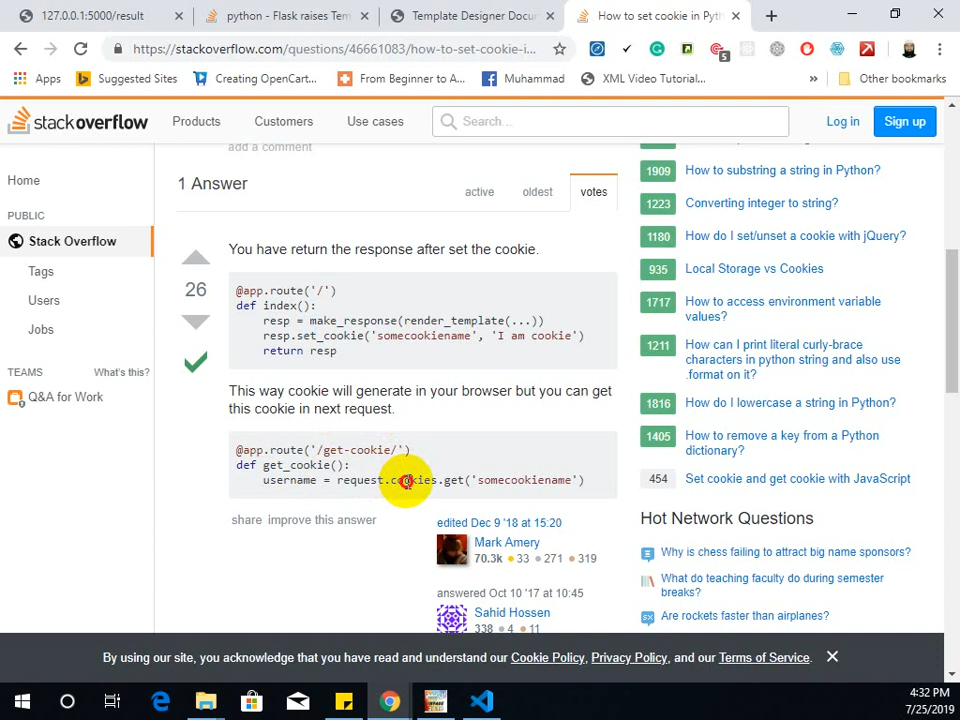 127.0.0.1:5000/result
python - Flask raises Tem
Template Designer Docu
How to set cookie in Pyth
https://stackoverflow.com/questions/46661083/how-to-set-cookie-i...
5
Apps
Suggested Sites
Creating OpenCart...
From Beginner to A...
Muhammad
XML Video Tutorial...
»
Other bookmarks
stackoverflow
Products
Customers
Use cases
Search...
Log in
Sign up
Home
PUBLIC
Stack Overflow
Tags
Users
Jobs
TEAMS
What's this?
Q&A for Work
add a comment
1 Answer
active
oldest
votes
26
You have return the response after set the cookie.
@app.route('/')
def index():
resp = make_response(render_template(...))
resp.set_cookie('somecookiename', 'I am cookie')
return resp
This way cookie will generate in your browser but you can get
this cookie in next request.
@app.route('/get-cookie/')
def get_cookie():
username = request.cookies.get('somecookiename')
share improve this answer
edited Dec 9 '18 at 15:20
Mark Amery
70.3k 33 271 319
answered Oct 10 '17 at 10:45
Sahid Hossen
338 4 11
1909 How to substring a string in Python?
1223 Converting integer to string?
1180 How do I set/unset a cookie with jQuery?
935 Local Storage vs Cookies
1717 How to access environment variable
values?
1211 How can I print literal curly-brace
characters in python string and also use
.format on it?
1816 How do I lowercase a string in Python?
1405 How to remove a key from a Python
dictionary?
454 Set cookie and get cookie with JavaScript
Hot Network Questions
Why is chess failing to attract big name sponsors?
What do teaching faculty do during semester
breaks?
Are rockets faster than airplanes?
By using our site, you acknowledge that you have read and understand our Cookie Policy, Privacy Policy, and our Terms of Service.
4:32 PM
7/25/2019